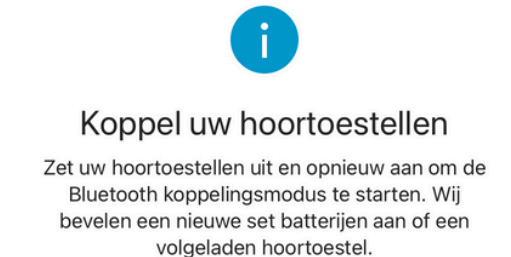 Koppel uw hoortoestellen
Zet uw hoortoestellen uit en opnieuw aan om de
Bluetooth koppelingsmodus te starten. Wij
bevelen een nieuwe set batterijen aan of een
volgeladen hoortoestel.